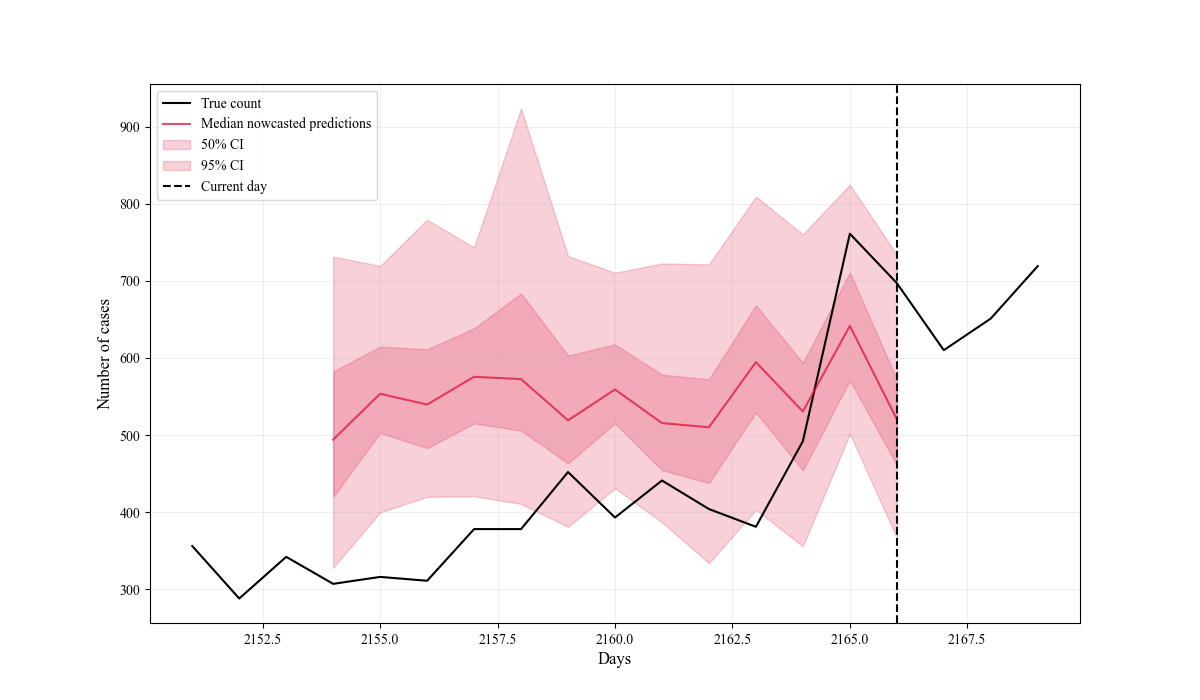 True count
Median nowcasted predictions
50% CI
95% CI
Current day
900
800
700
600
500
400
300
Number of cases
2152.5 2155.0 2157.5 2160.0 2162.5 2165.0 2167.5
Days